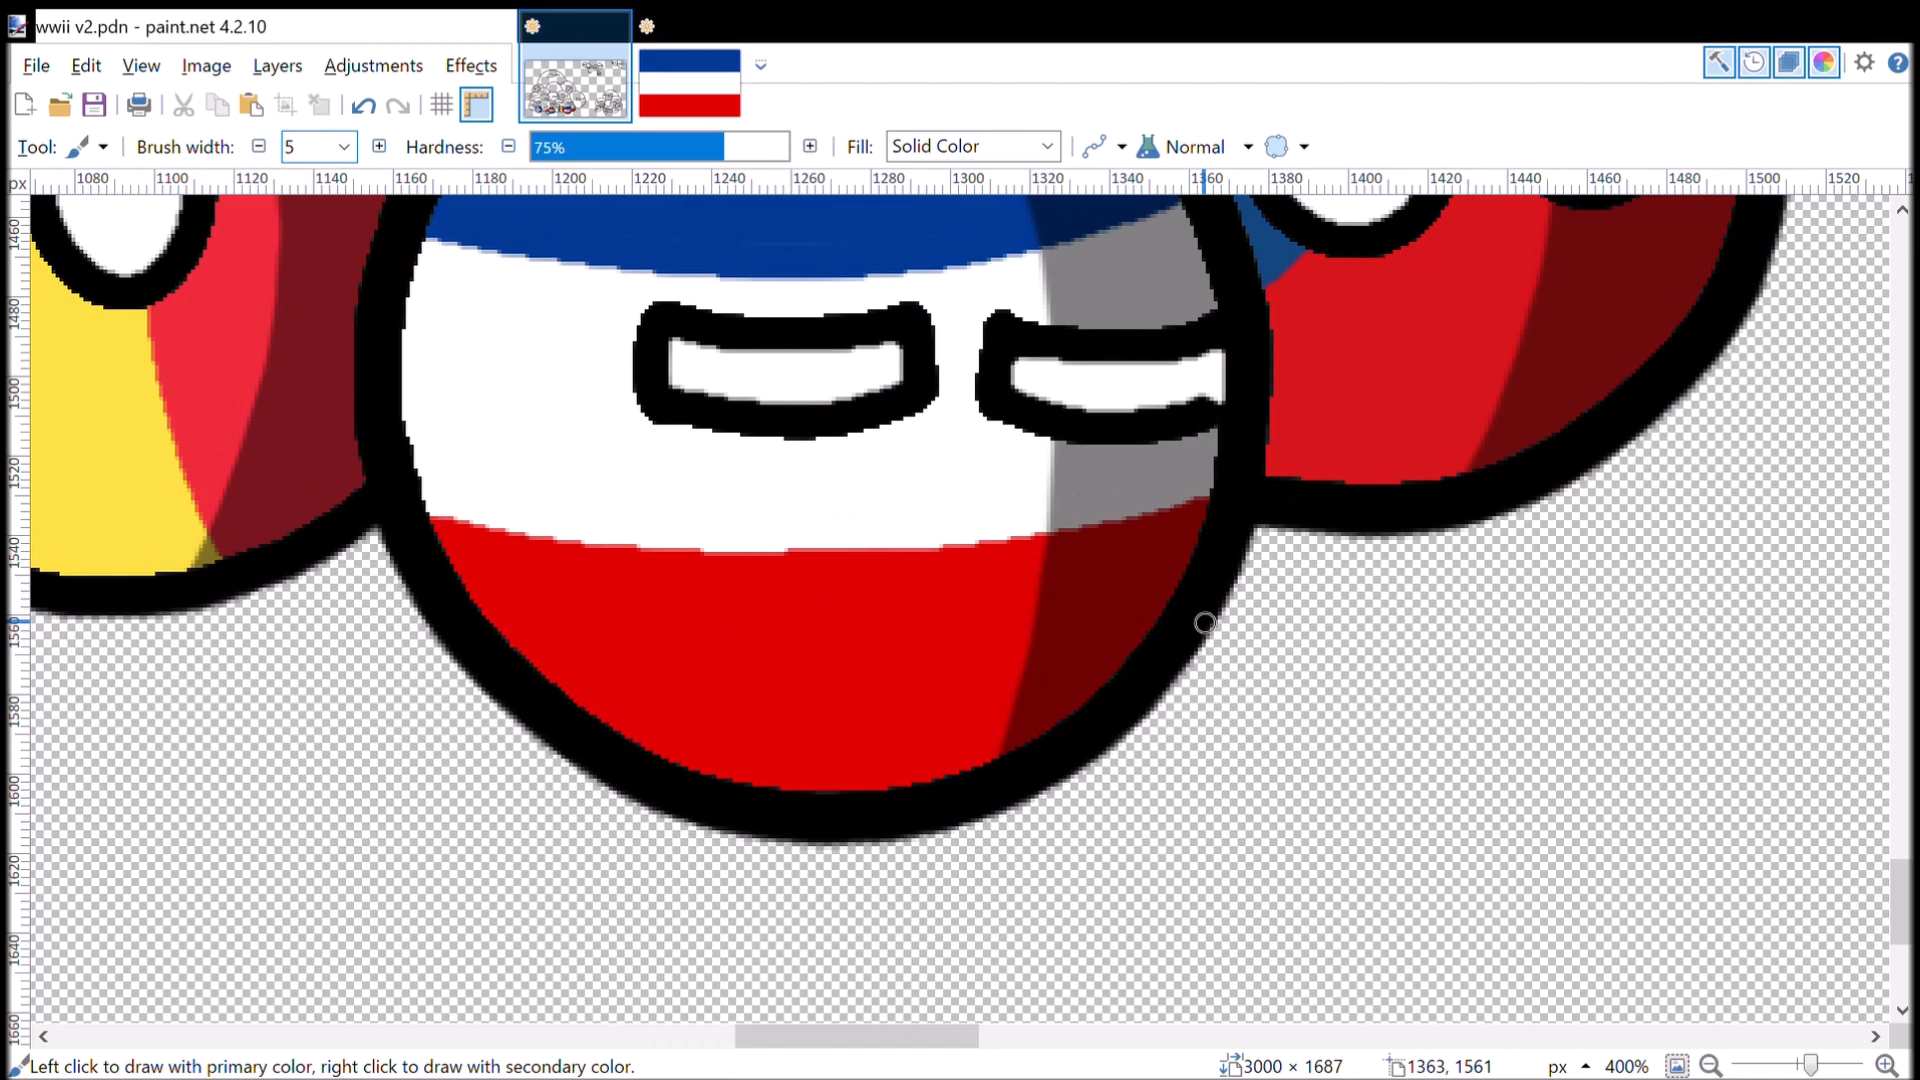 wwii v2.pdn - paint.net 4.2.10
File Edit View Image Layers Adjustments Effects
Tool: Brush width: 5 Hardness: 75% Fill: Solid Color Normal
px 1080 1100 1120 1140 1160 1180 1200 1220 1240 1260 1280 1300 1320 1340 1360 1380 1400 1420 1440 1460 1480 1500 1520
1460
1480
1500
1520
1540
1560
1580
1600
1620
1640
1660
Left click to draw with primary color, right click to draw with secondary color. 3000 × 1687 1363, 1561 px 400%